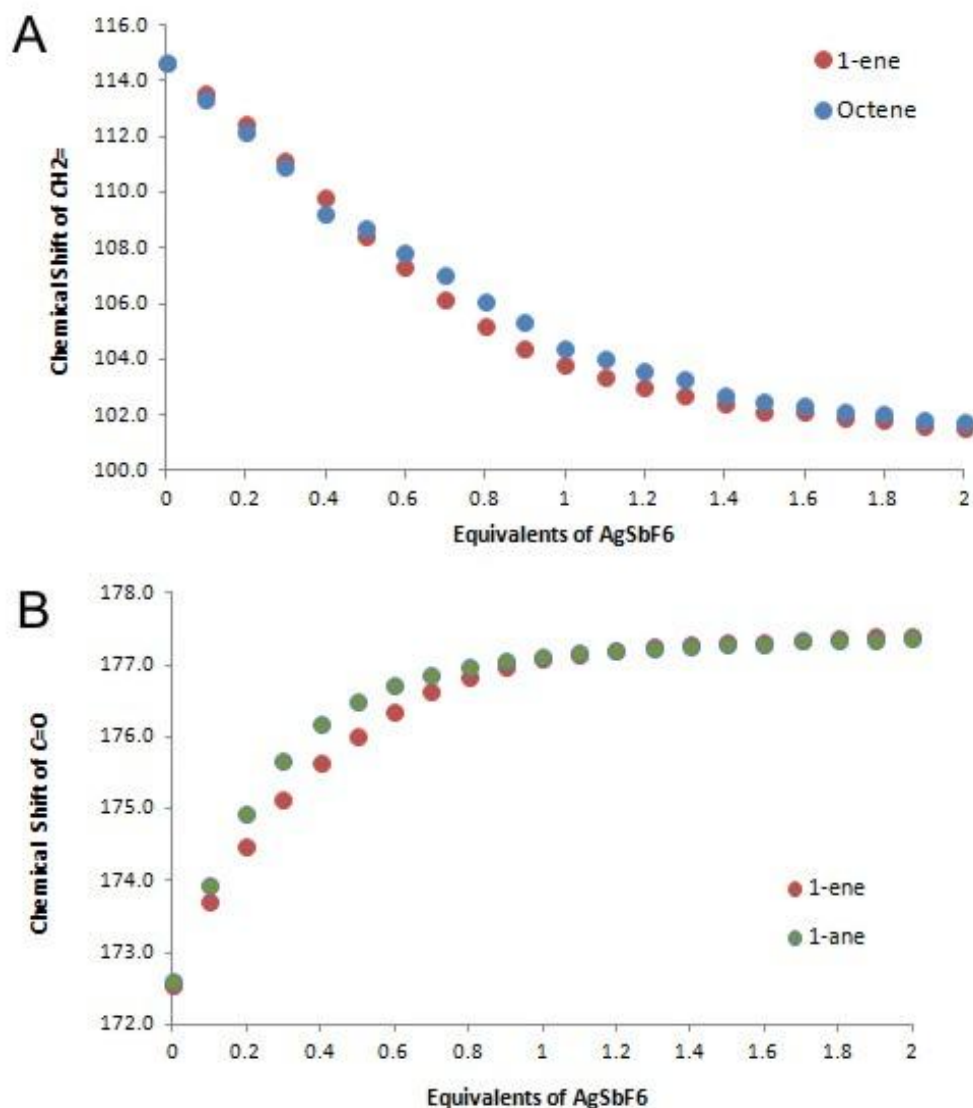 A
116.0
114.0
112.0
110.0
108.0
106.0
104.0
102.0
100.0
Chemical Shift of CH2=
1-ene
Octene
0 0.2 0.4 0.6 0.8 1 1.2 1.4 1.6 1.8 2
Equivalents of AgSbF6
B
178.0
177.0
176.0
175.0
174.0
173.0
172.0
Chemical Shift of C=O
1-ene
1-ane
0 0.2 0.4 0.6 0.8 1 1.2 1.4 1.6 1.8 2
Equivalents of AgSbF6